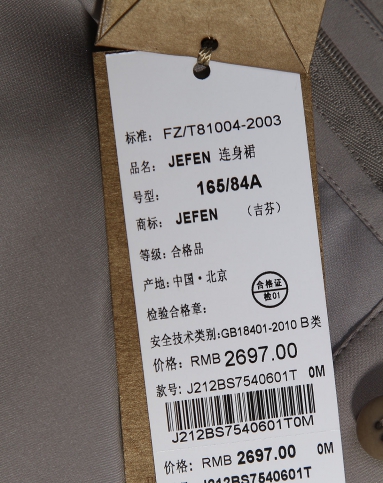 标准: FZ/T81004-2003
品名: JEFEN 连身裙
号型: 165/84A
商标: JEFEN (吉芬)
等级: 合格品
产地: 中国·北京
合格证
检01
检验合格章:
安全技术类别:GB18401-2010 B类
价格: RMB 2697.00
款号: J212BS7540601T 0M
J212BS7540601T0M
价格: RMB 2697.00 0M
J212BS7540601T